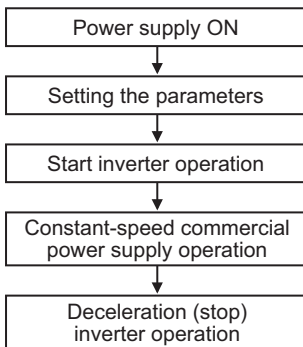 Power supply ON
Setting the parameters
Start inverter operation
Constant-speed commercial
power supply operation
Deceleration (stop)
inverter operation